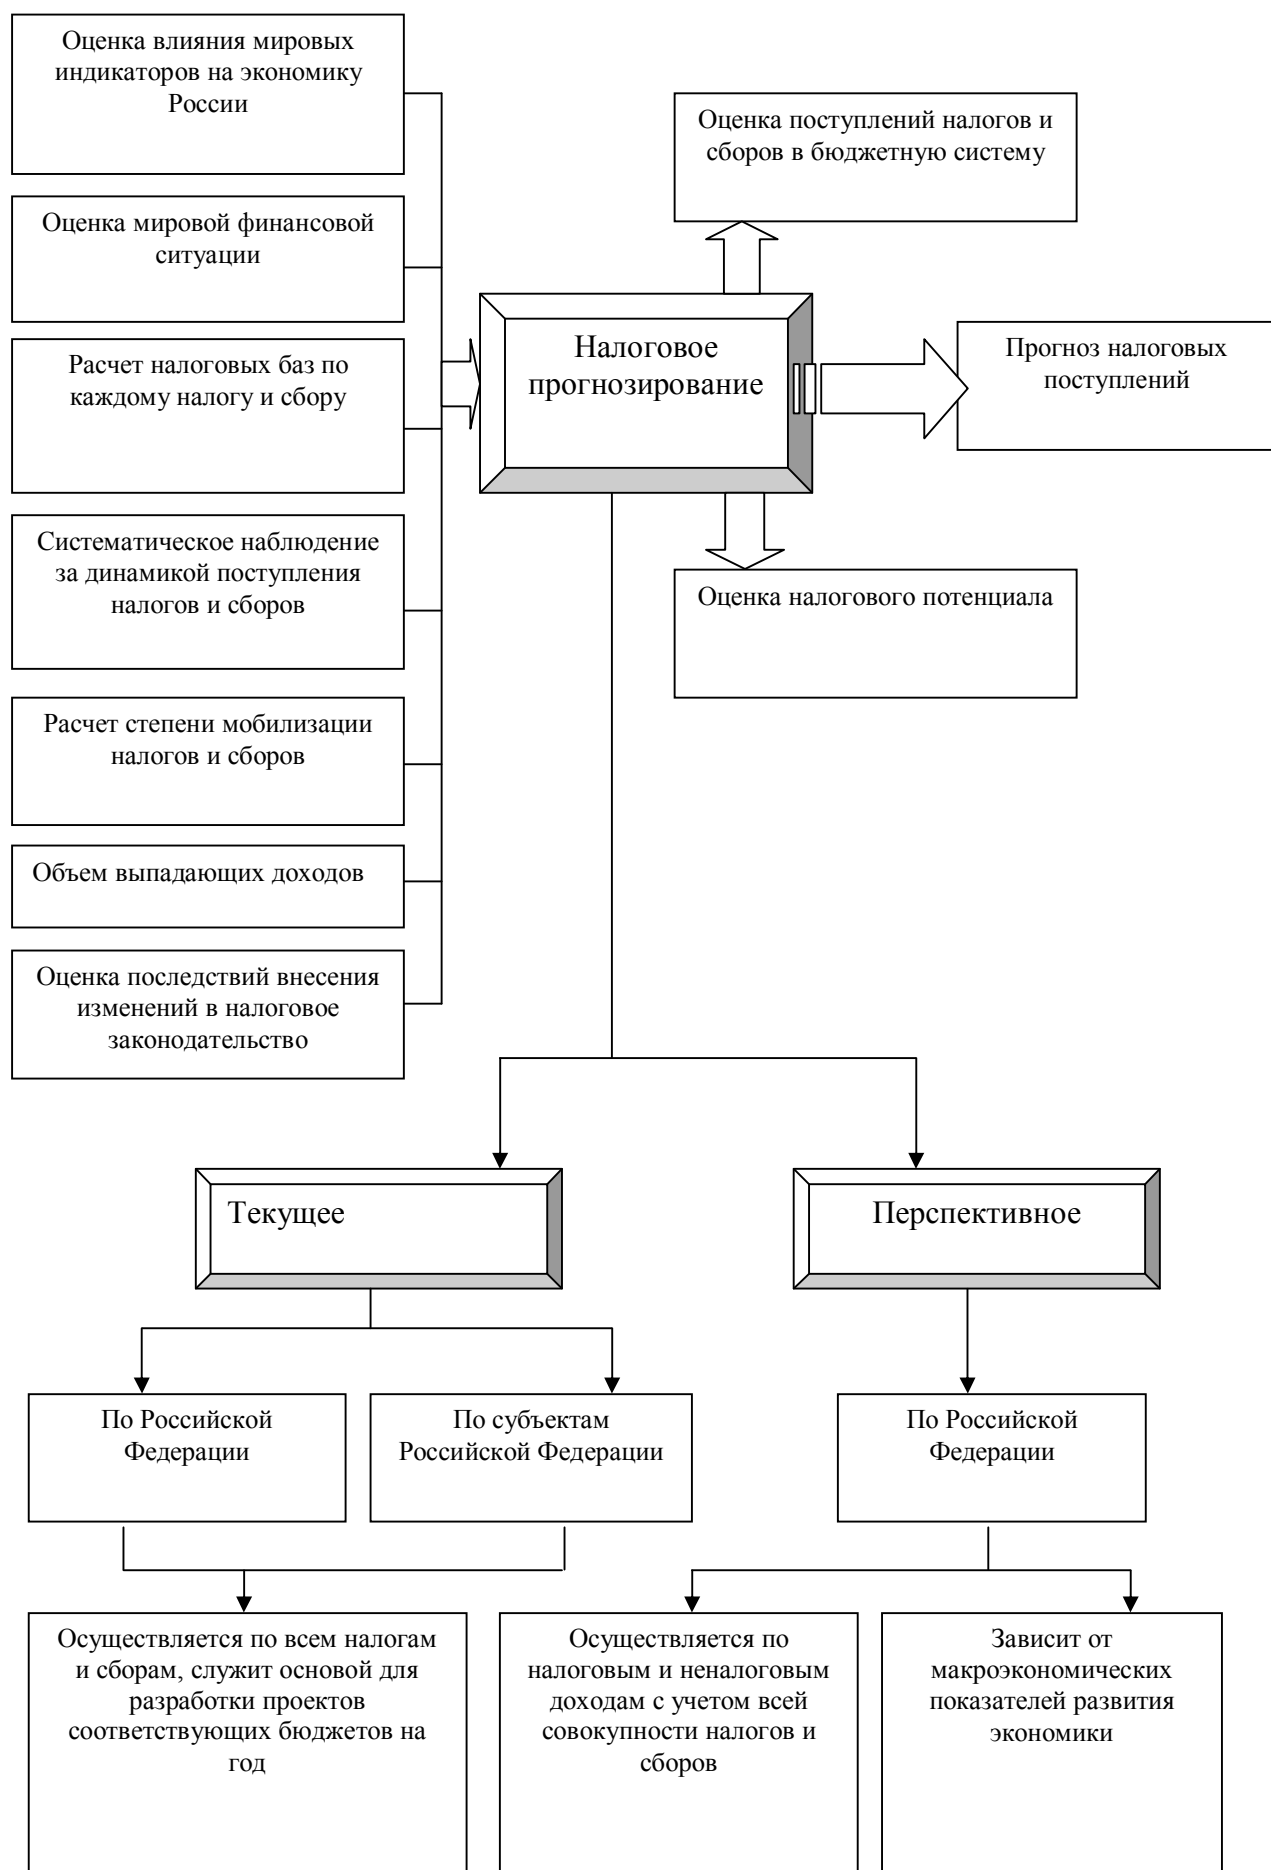 Оценка влияния мировых
индикаторов на экономику
России
Оценка мировой финансовой
ситуации
Расчет налоговых баз по
каждому налогу и сбору
Систематическое наблюдение
за динамикой поступления
налогов и сборов
Расчет степени мобилизации
налогов и сборов
Объем выпадающих доходов
Оценка последствий внесения
изменений в налоговое
законодательство
Налоговое
прогнозирование
Оценка поступлений налогов и
сборов в бюджетную систему
Прогноз налоговых
поступлений
Оценка налогового потенциала
Текущее
Перспективное
По Российской
Федерации
По субъектам
Российской Федерации
По Российской
Федерации
Осуществляется по всем налогам
и сборам, служит основой для
разработки проектов
соответствующих бюджетов на
год
Осуществляется по
налоговым и неналоговым
доходам с учетом всей
совокупности налогов и
сборов
Зависит от
макроэкономических
показателей развития
экономики